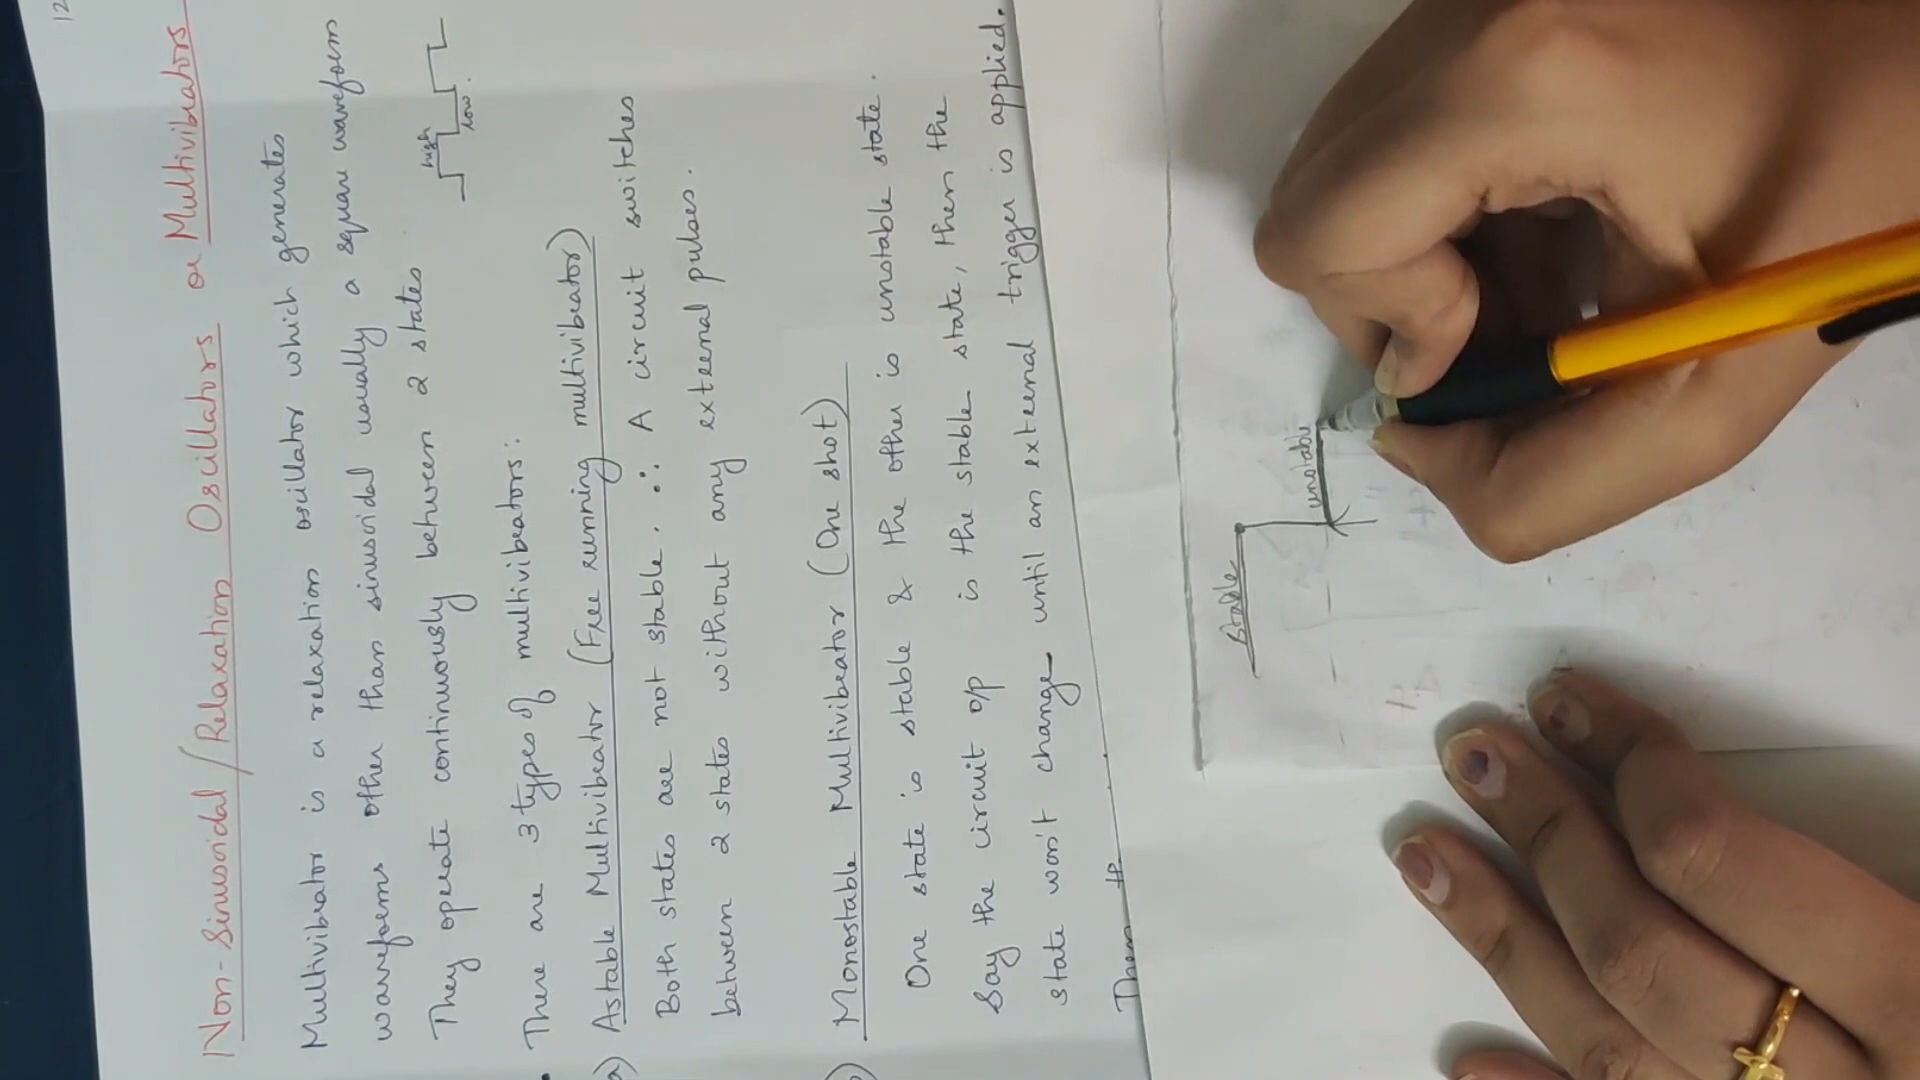 12
Non-Sinusoidal/Relaxation Oscillators or Multivibrators
Multivibrator is a relaxation oscillator which generates
waveforms other than sinusoidal usually a square waveform
They operate continuously between 2 states.
high
low
• There are 3 types of multivibrators:
a) Astable Multivibrator (Free running multivibrator)
Both states are not stable. ∴ A circuit switches
between 2 states without any external pulses.
b) Monostable Multivibrator (One shot)
One state is stable & the other is unstable state.
Say the circuit o/p is the stable state, then the
state won't change until an external trigger is applied.
Stable
unstable